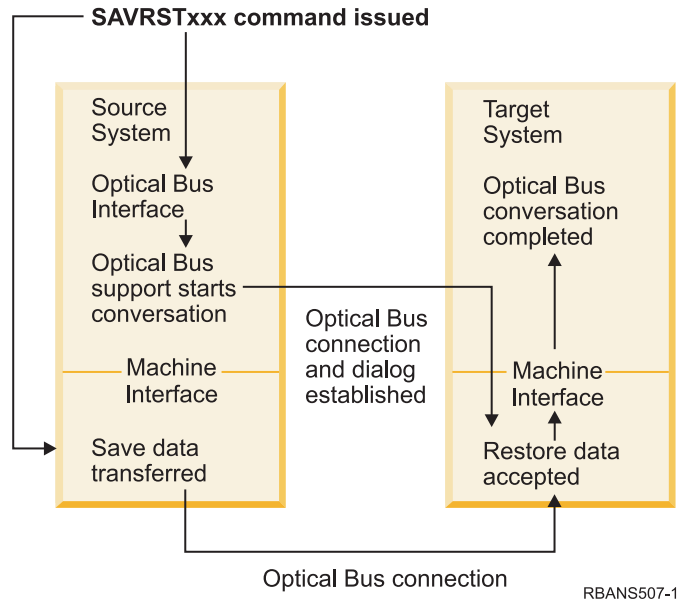 SAVRSTxxx command issued
Source
System
Optical Bus
Interface
Optical Bus
support starts
conversation
Machine
Interface
Save data
transferred
Optical Bus
connection
and dialog
established
Target
System
Optical Bus
conversation
completed
Machine
Interface
Restore data
accepted
Optical Bus connection
RBANS507-1